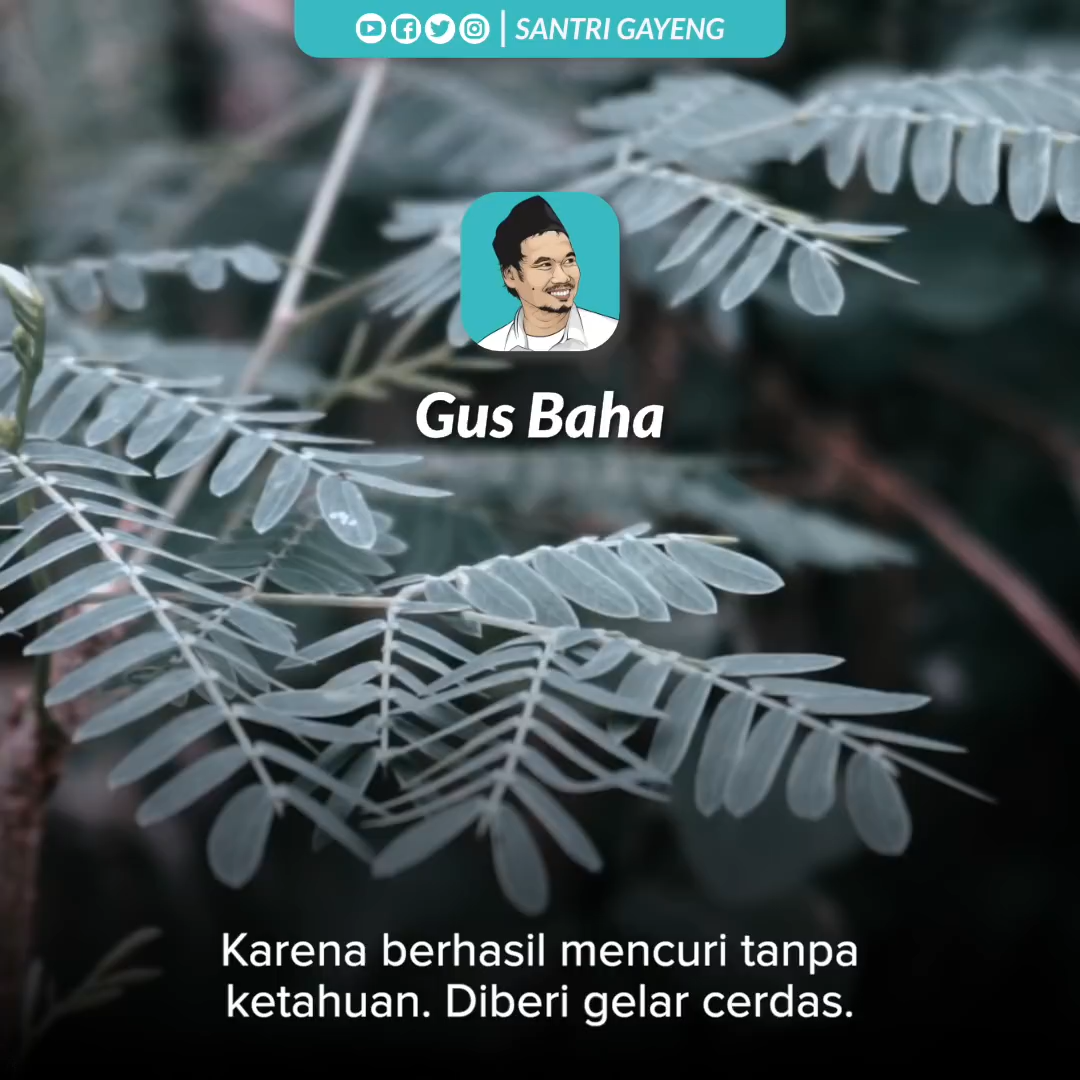 SANTRI GAYENG
Gus Baha
Karena berhasil mencuri tanpa
ketahuan. Diberi gelar cerdas.